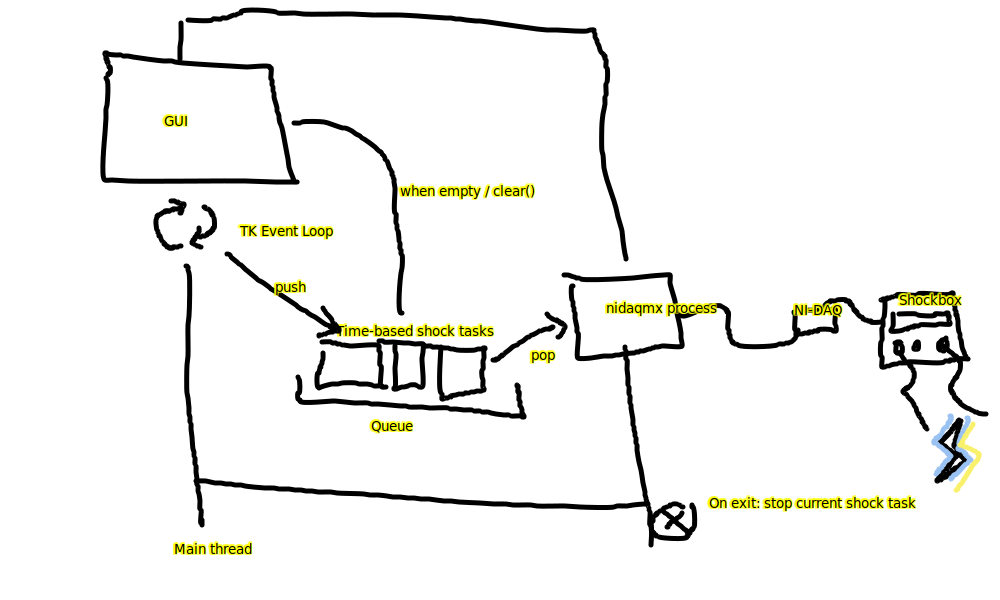 GUI
when empty / clear()
TK Event Loop
push
Time-based shock tasks
nidaqmx process
NI-DAQ
Shockbox
pop
Queue
On exit: stop current shock task
Main thread